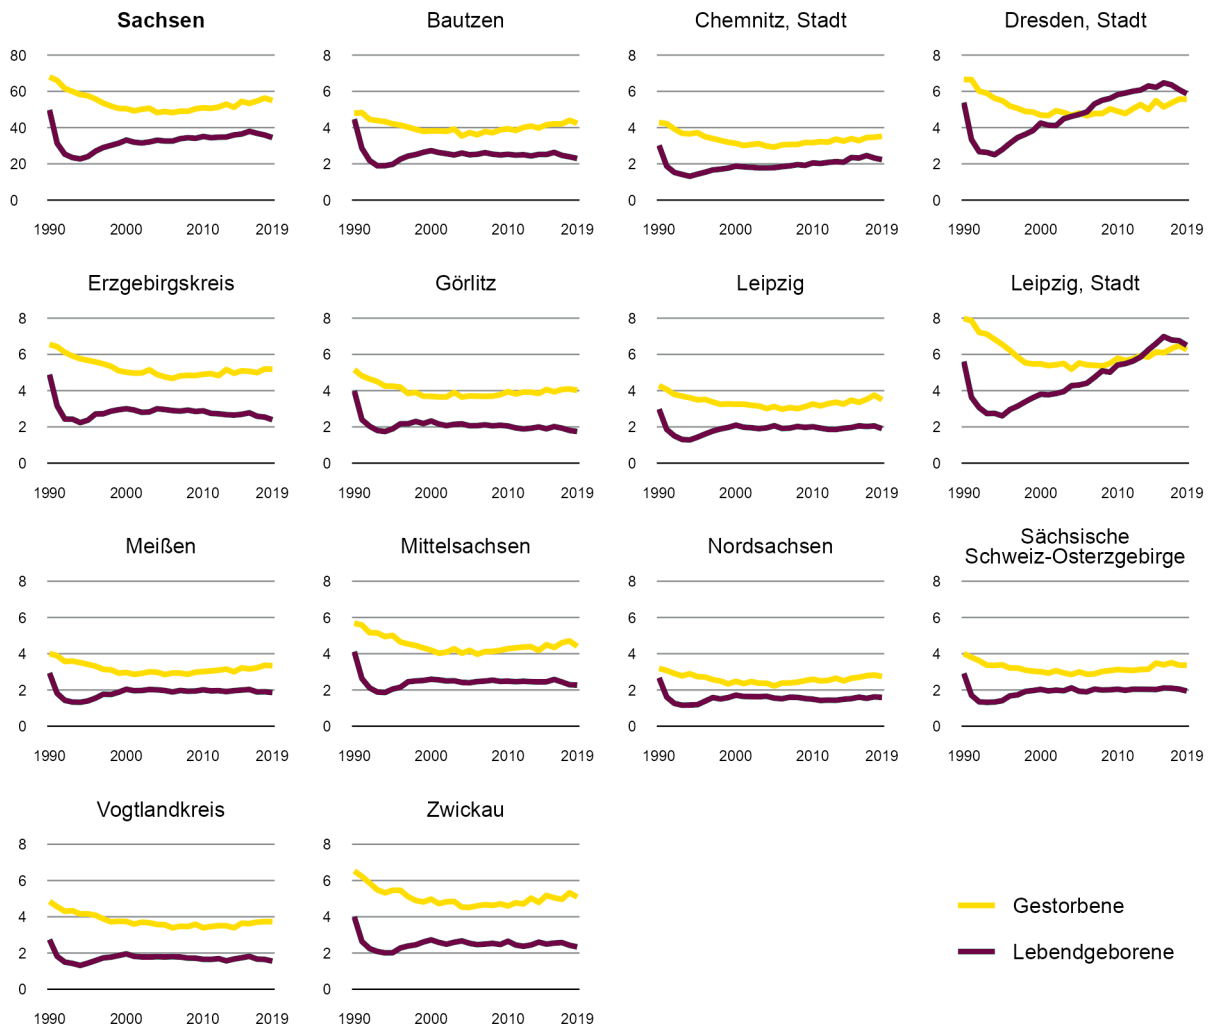 Sachsen
80
60
40
20
0
1990 2000 2010 2019
Bautzen
8
6
4
2
0
1990 2000 2010 2019
Chemnitz, Stadt
8
6
4
2
0
1990 2000 2010 2019
Dresden, Stadt
8
6
4
2
0
1990 2000 2010 2019
Erzgebirgskreis
8
6
4
2
0
1990 2000 2010 2019
Görlitz
8
6
4
2
0
1990 2000 2010 2019
Leipzig
8
6
4
2
0
1990 2000 2010 2019
Leipzig, Stadt
8
6
4
2
0
1990 2000 2010 2019
Meißen
8
6
4
2
0
1990 2000 2010 2019
Mittelsachsen
8
6
4
2
0
1990 2000 2010 2019
Nordsachsen
8
6
4
2
0
1990 2000 2010 2019
Sächsische
Schweiz-Osterzgebirge
8
6
4
2
0
1990 2000 2010 2019
Vogtlandkreis
8
6
4
2
0
1990 2000 2010 2019
Zwickau
8
6
4
2
0
1990 2000 2010 2019
Gestorbene
Lebendgeborene